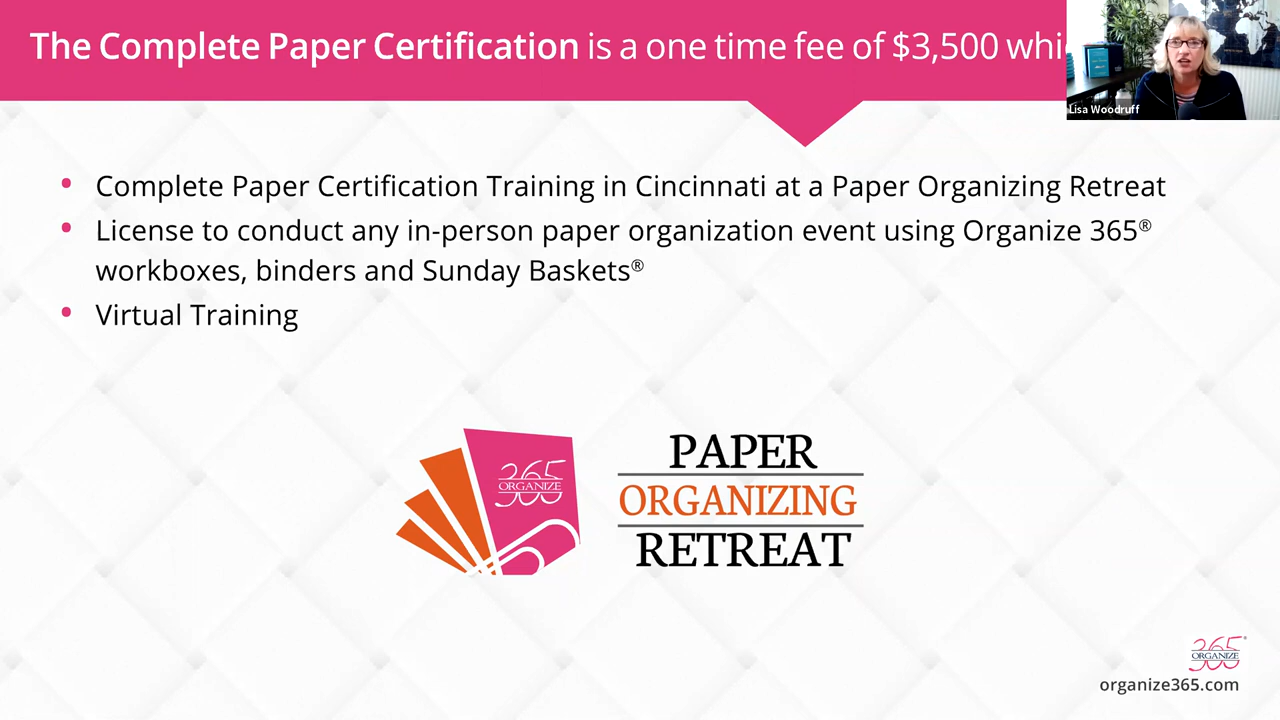 The Complete Paper Certification is a one time fee of $3,500 whi
Lisa Woodruff
• Complete Paper Certification Training in Cincinnati at a Paper Organizing Retreat
• License to conduct any in-person paper organization event using Organize 365®
workboxes, binders and Sunday Baskets®
• Virtual Training
365
ORGANIZE
PAPER
ORGANIZING
RETREAT
365®
ORGANIZE
organize365.com